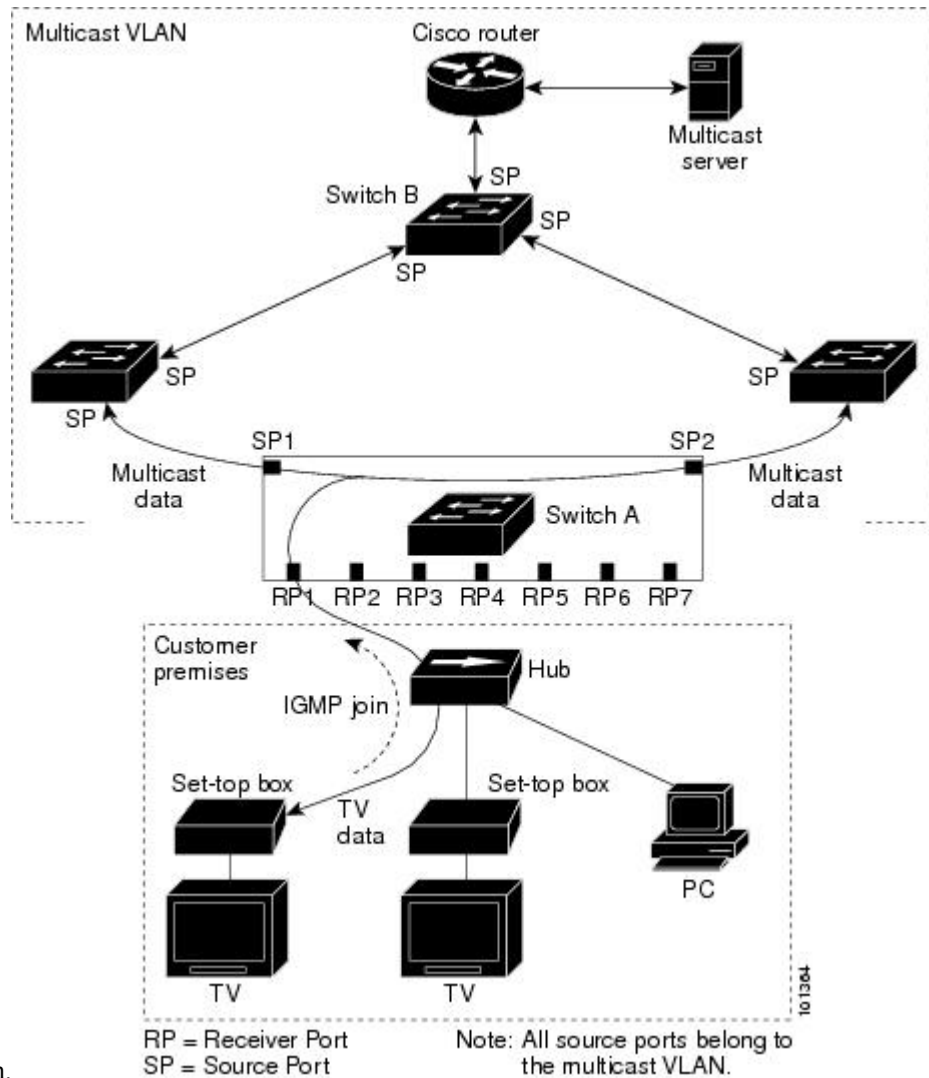 Multicast VLAN
Cisco router
Multicast
server
SP
Switch B
SP
SP
SP
SP
SP
SP1
SP2
Multicast
data
Multicast
data
Switch A
RP1 RP2 RP3 RP4 RP5 RP6 RP7
Customer
premises
Hub
IGMP join
Set-top box
Set-top box
TV
data
PC
TV
TV
101364
RP = Receiver Port
SP = Source Port
Note: All source ports belong to
the multicast VLAN.
n.